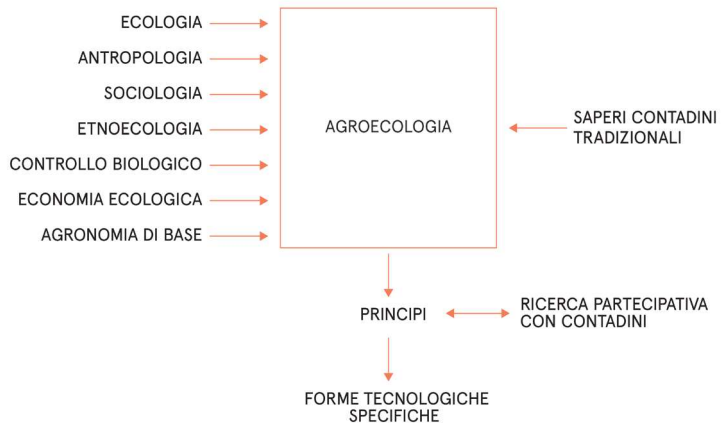 ECOLOGIA
ANTROPOLOGIA
SOCIOLOGIA
ETNOECOLOGIA
CONTROLLO BIOLOGICO
ECONOMIA ECOLOGICA
AGRONOMIA DI BASE
AGROECOLOGIA
SAPERI CONTADINI
TRADIZIONALI
PRINCIPI
RICERCA PARTECIPATIVA
CON CONTADINI
FORME TECNOLOGICHE
SPECIFICHE